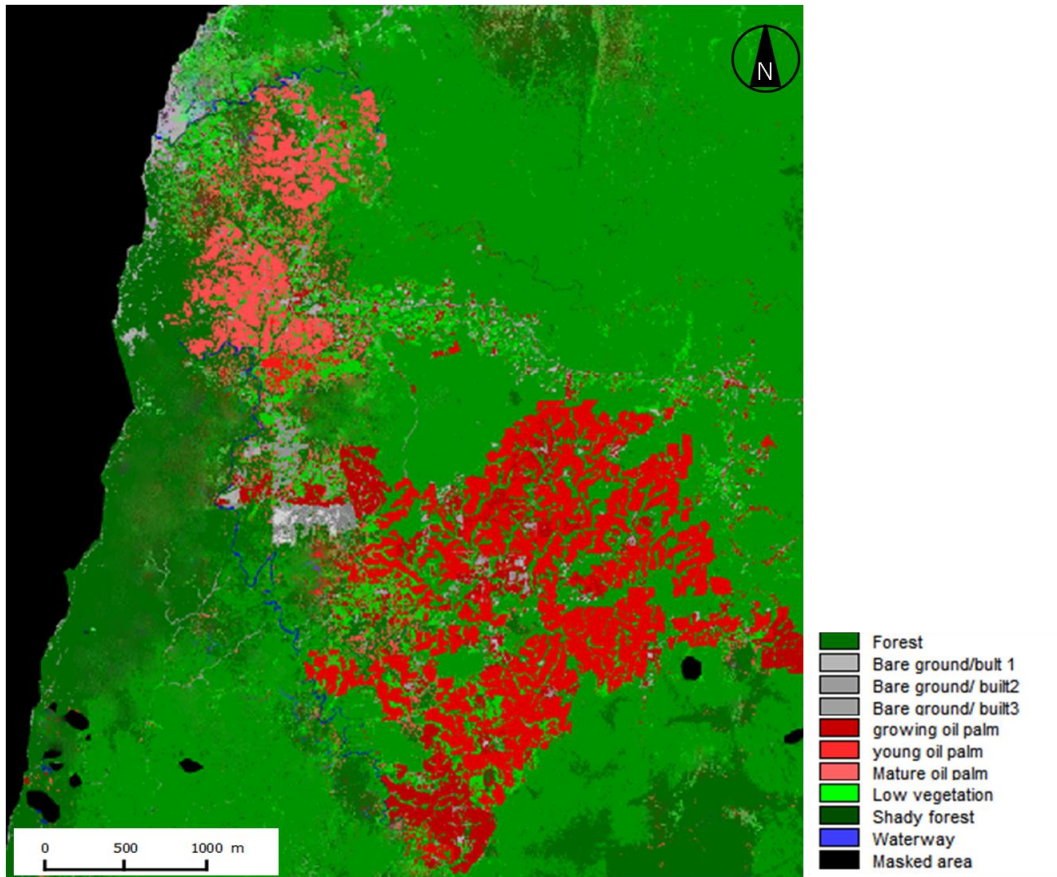 N
Forest
Bare ground/bult 1
Bare ground/ built2
Bare ground/ built3
growing oil palm
young oil palm
Mature oil palm
Low vegetation
Shady forest
Waterway
Masked area
0 500 1000 m